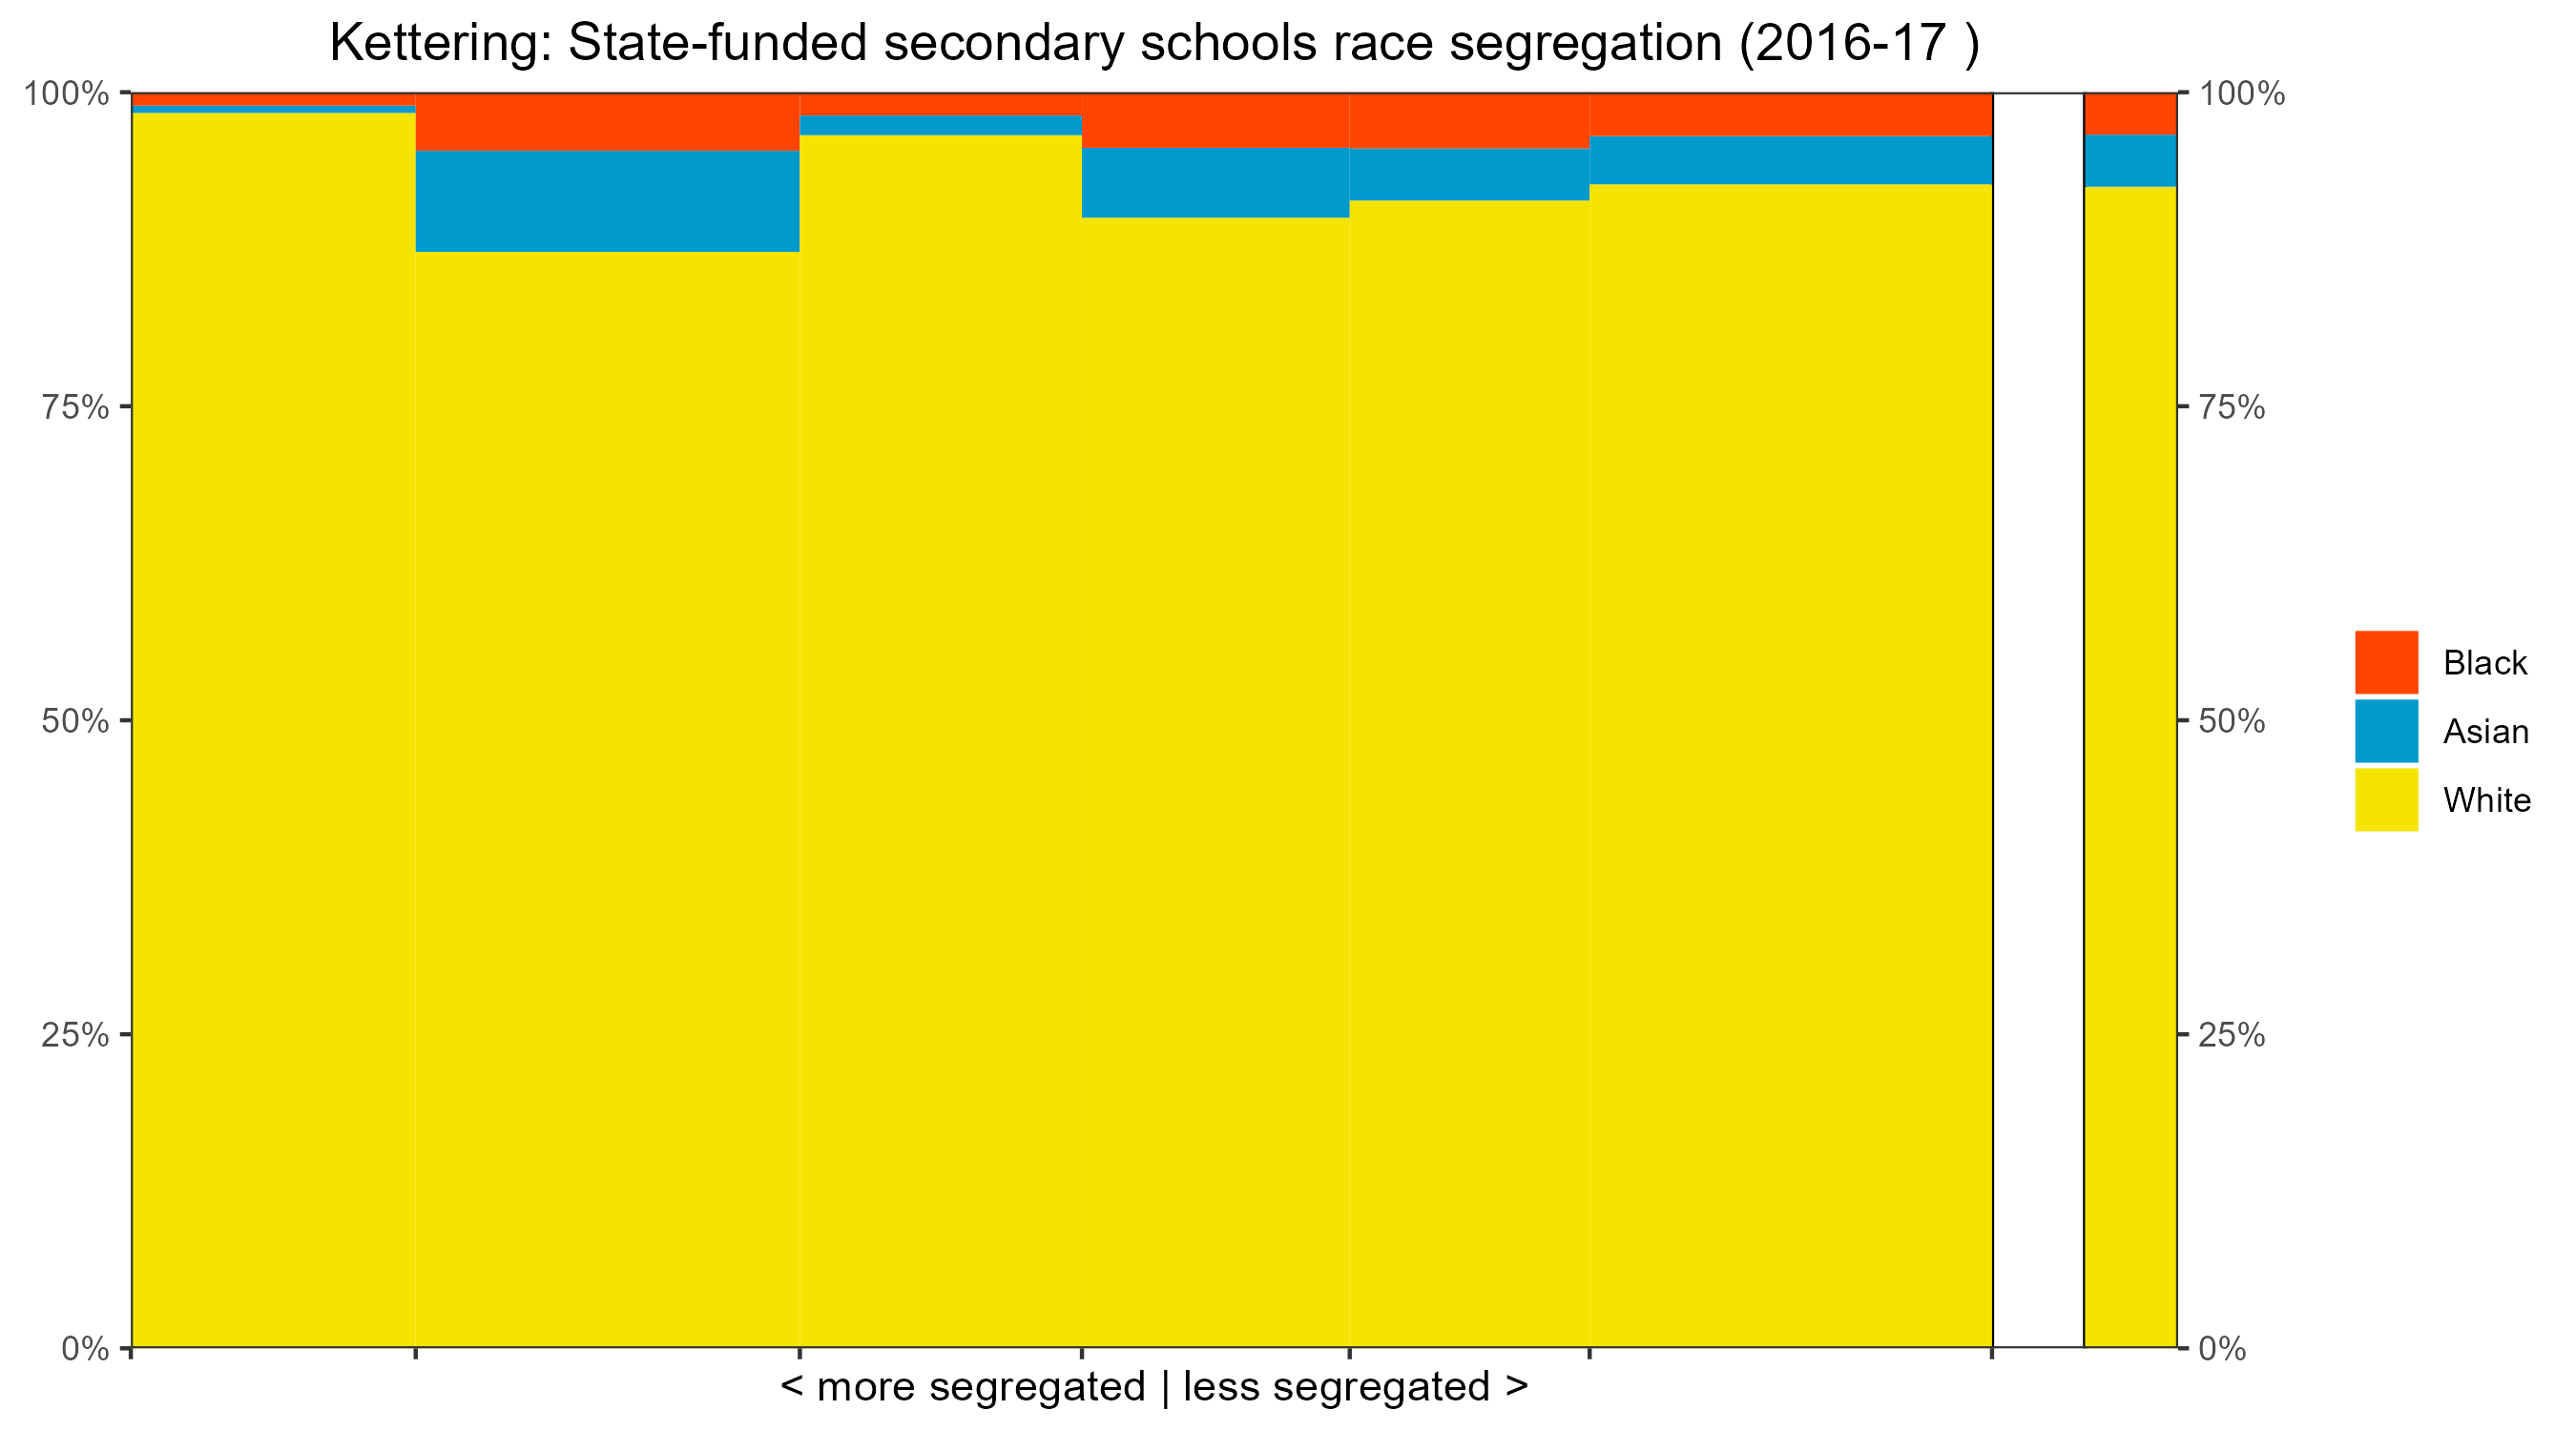 Kettering: State-funded secondary schools race segregation (2016-17 )
100%
75%
50%
25%
0%
100%
75%
50%
25%
0%
Black
Asian
White
< more segregated | less segregated >